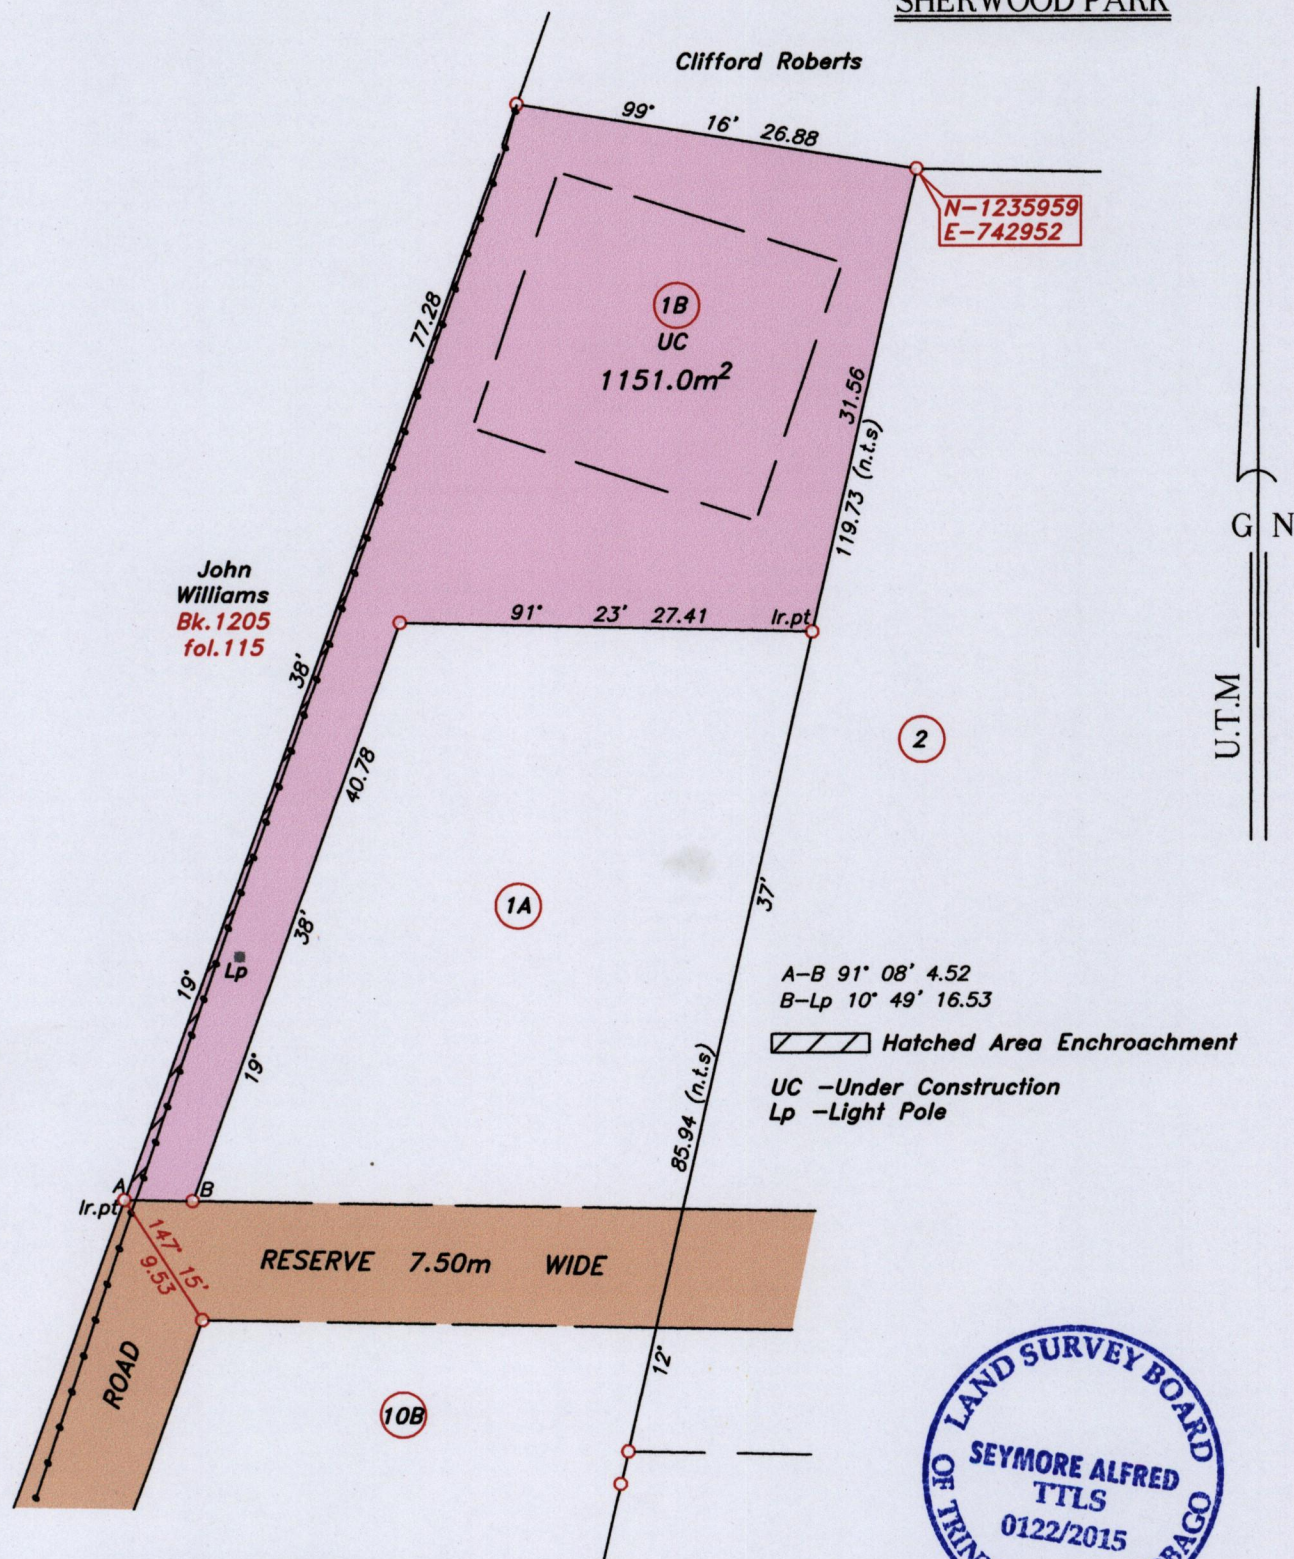 SHERWOOD PARK
Clifford Roberts
99° 16' 26.88
N-1235959
E-742952
1B
UC
1151.0m²
77.28
31.56
119.73 (n.t.s)
G N
U.T.M
John
Williams
Bk.1205
fol.115
38'
91° 23' 27.41
Ir.pt
2
40.78
1A
37'
38'
Lp
19°
19°
A-B 91° 08' 4.52
B-Lp 10° 49' 16.53
Hatched Area Enchroachment
UC -Under Construction
Lp -Light Pole
85.94 (n.t.s)
A
B
Ir.pt
147° 15'
9.53
RESERVE 7.50m WIDE
ROAD
12°
10B
LAND SURVEY BOARD
SEYMORE ALFRED
TTLS
0122/2015